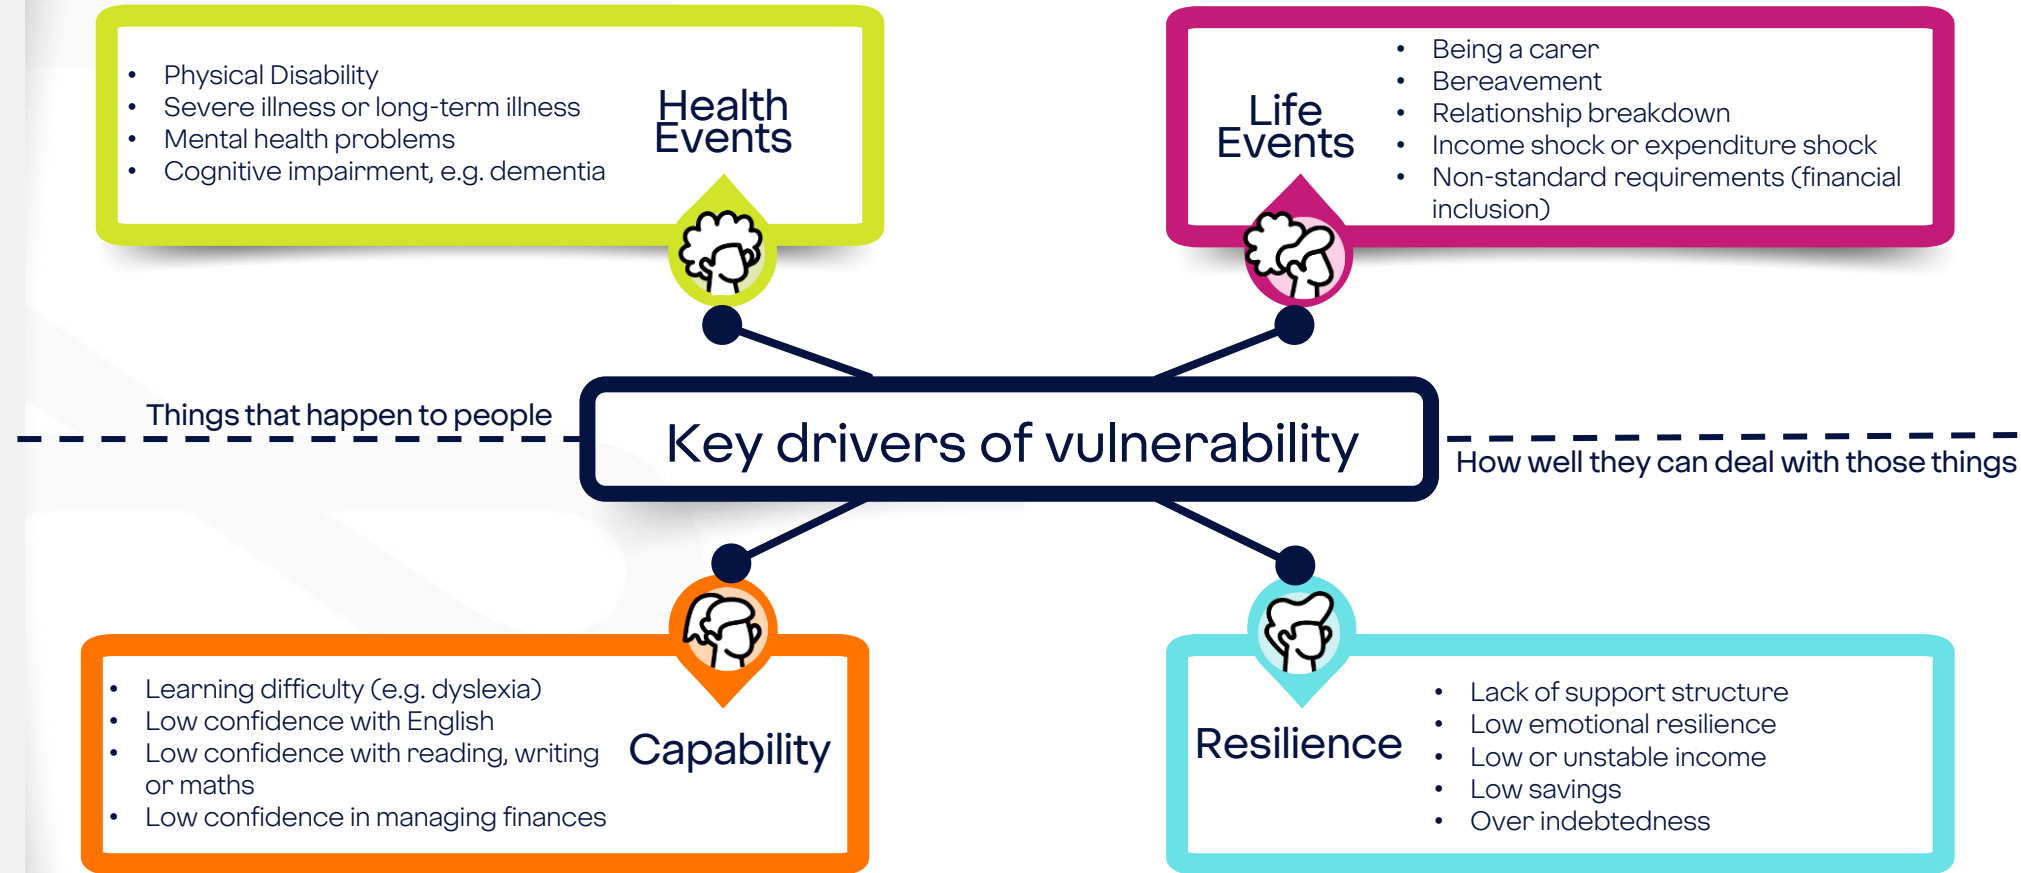 • Physical Disability
• Severe illness or long-term illness
• Mental health problems
• Cognitive impairment, e.g. dementia
Health
Events
Life
Events
• Being a carer
• Bereavement
• Relationship breakdown
• Income shock or expenditure shock
• Non-standard requirements (financial
inclusion)
Things that happen to people
Key drivers of vulnerability
How well they can deal with those things
• Learning difficulty (e.g. dyslexia)
• Low confidence with English
• Low confidence with reading, writing
or maths
• Low confidence in managing finances
Capability
Resilience
• Lack of support structure
• Low emotional resilience
• Low or unstable income
• Low savings
• Over indebtedness